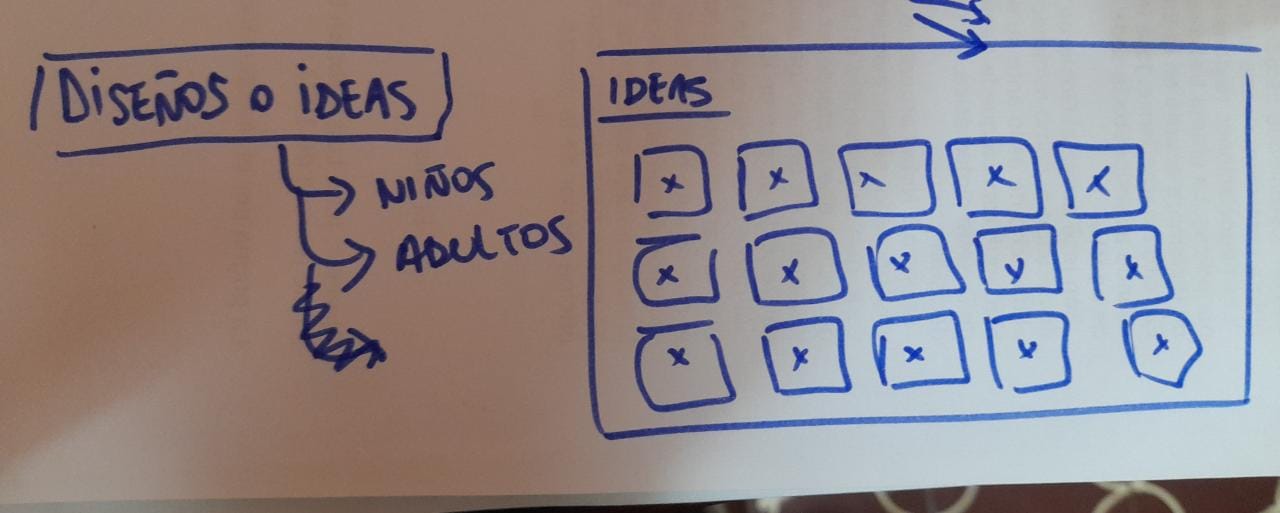 DiSEÑOS O iDEAS
NIÑOS
ADULTOS
IDEAS
x x x x x
x x x y x
x x x x x